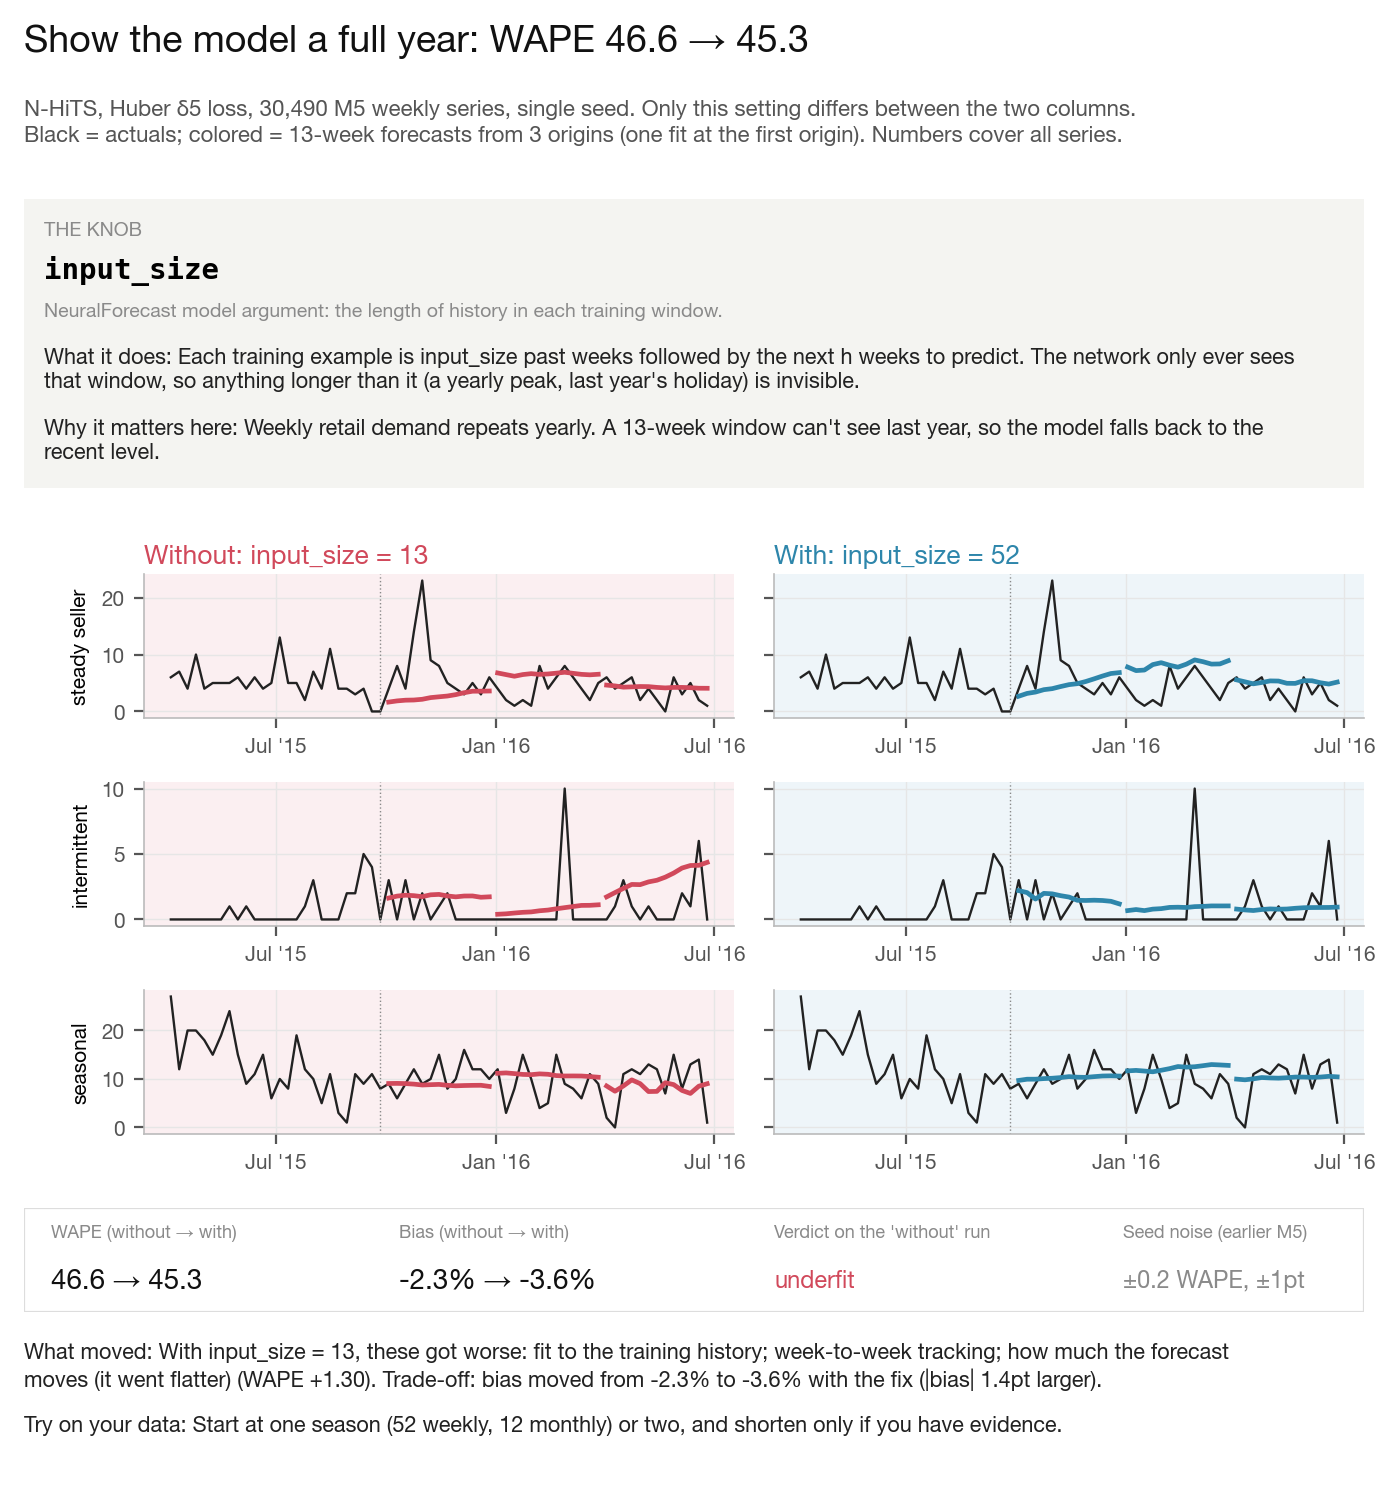 Show the model a full year: WAPE 46.6 → 45.3
N-HiTS, Huber δ5 loss, 30,490 M5 weekly series, single seed. Only this setting differs between the two columns.
Black = actuals; colored = 13-week forecasts from 3 origins (one fit at the first origin). Numbers cover all series.
THE KNOB
input_size
NeuralForecast model argument: the length of history in each training window.
What it does: Each training example is input_size past weeks followed by the next h weeks to predict. The network only ever sees
that window, so anything longer than it (a yearly peak, last year's holiday) is invisible.
Why it matters here: Weekly retail demand repeats yearly. A 13-week window can't see last year, so the model falls back to the
recent level.
Without: input_size = 13
With: input_size = 52
steady seller
20
10
0
Jul '15
Jan '16
Jul '16
Jul '15
Jan '16
Jul '16
intermittent
10
5
0
Jul '15
Jan '16
Jul '16
Jul '15
Jan '16
Jul '16
seasonal
20
10
0
Jul '15
Jan '16
Jul '16
Jul '15
Jan '16
Jul '16
WAPE (without → with)
46.6 → 45.3
Bias (without → with)
-2.3% → -3.6%
Verdict on the 'without' run
underfit
Seed noise (earlier M5)
±0.2 WAPE, ±1pt
What moved: With input_size = 13, these got worse: fit to the training history; week-to-week tracking; how much the forecast
moves (it went flatter) (WAPE +1.30). Trade-off: bias moved from -2.3% to -3.6% with the fix (|bias| 1.4pt larger).
Try on your data: Start at one season (52 weekly, 12 monthly) or two, and shorten only if you have evidence.